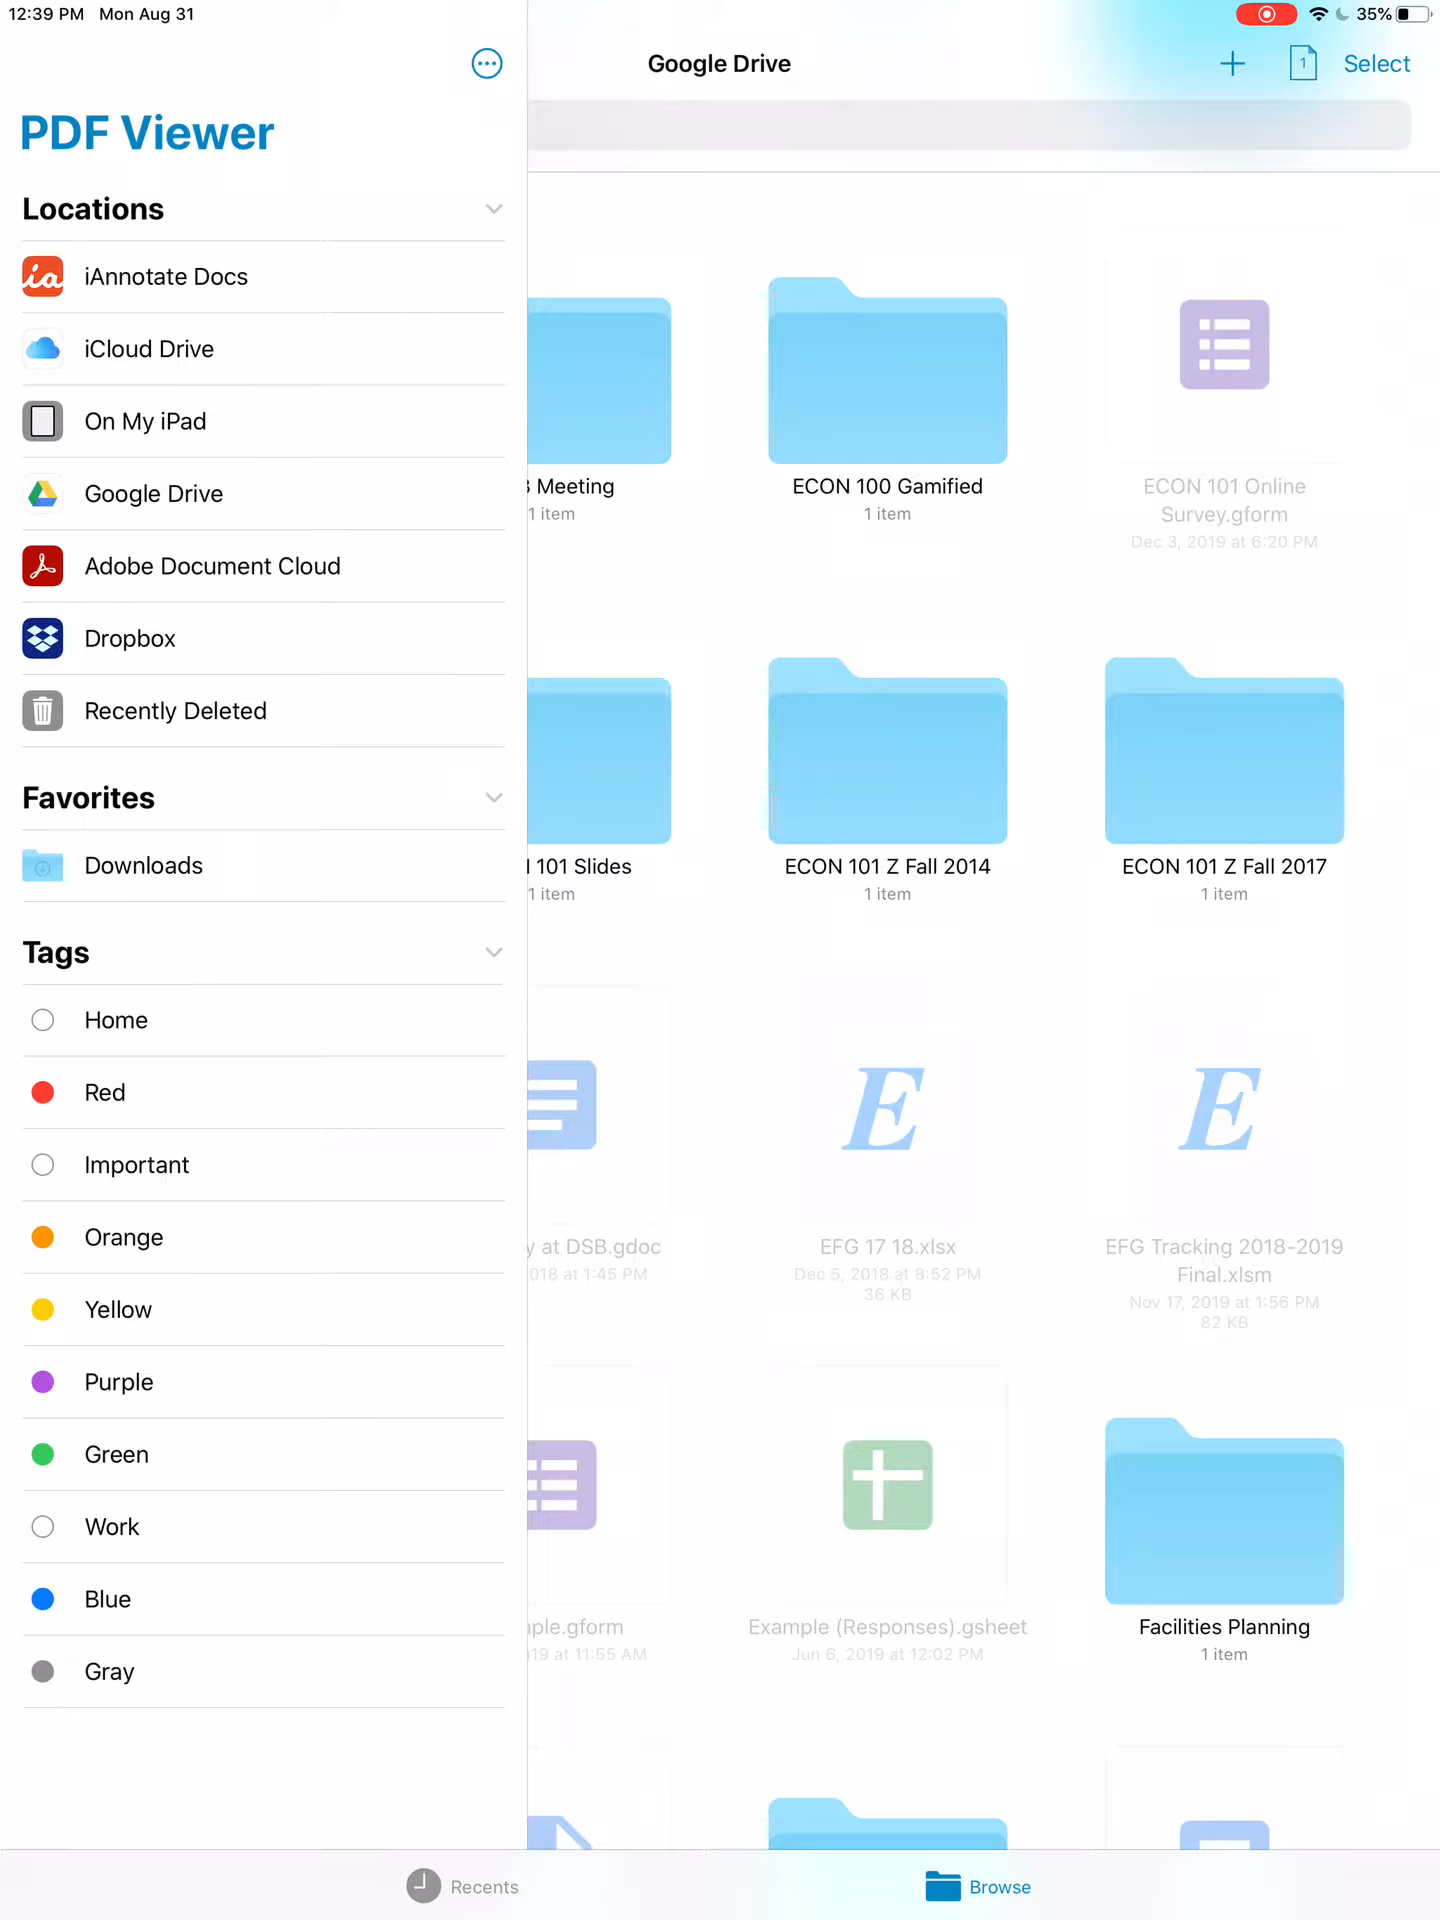 12:39 PM Mon Aug 31
35%
Google Drive
1
Select
PDF Viewer
Locations
ia iAnnotate Docs
iCloud Drive
On My iPad
Google Drive
Adobe Document Cloud
Dropbox
Recently Deleted
Favorites
Downloads
Tags
Home
Red
Important
Orange
Yellow
Purple
Green
Work
Blue
Gray
Meeting
1 item
ECON 100 Gamified
1 item
ECON 101 Online
Survey.gform
Dec 3, 2019 at 6:20 PM
101 Slides
1 item
ECON 101 Z Fall 2014
1 item
ECON 101 Z Fall 2017
1 item
y at DSB.gdoc
018 at 1:45 PM
E
EFG 17 18.xlsx
Dec 5, 2018 at 8:52 PM
36 KB
E
EFG Tracking 2018-2019
Final.xlsm
Nov 17, 2019 at 1:56 PM
82 KB
ple.gform
19 at 11:55 AM
Example (Responses).gsheet
Jun 6, 2019 at 12:02 PM
Facilities Planning
1 item
Recents
Browse